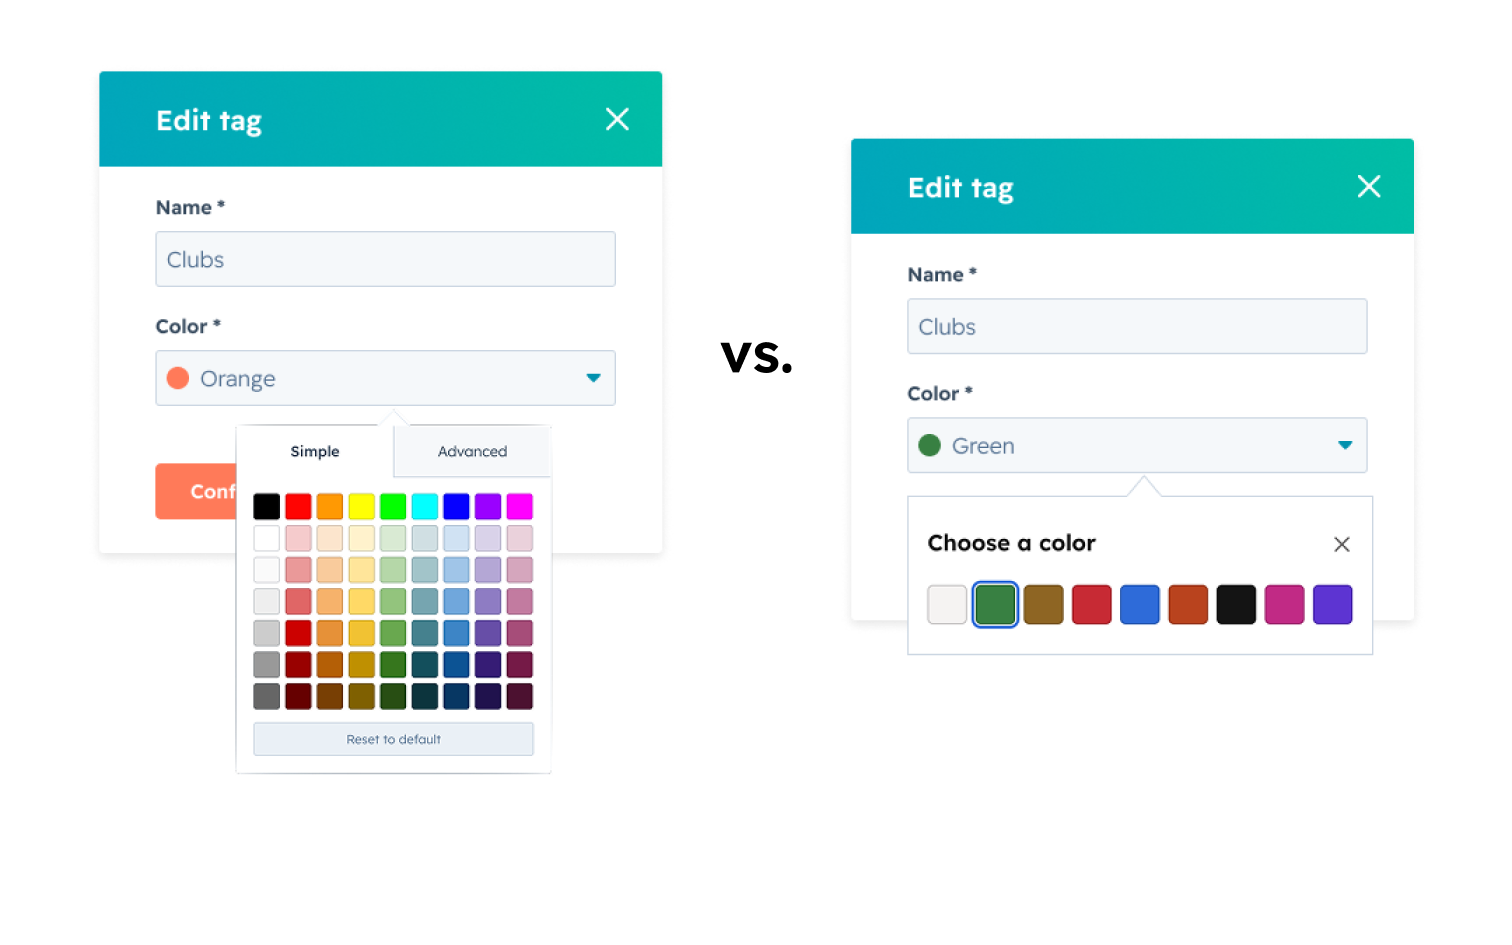 Edit tag
Name *
Clubs
Color *
Orange
Simple
Advanced
Conf
Reset to default
vs.
Edit tag
Name *
Clubs
Color *
Green
Choose a color